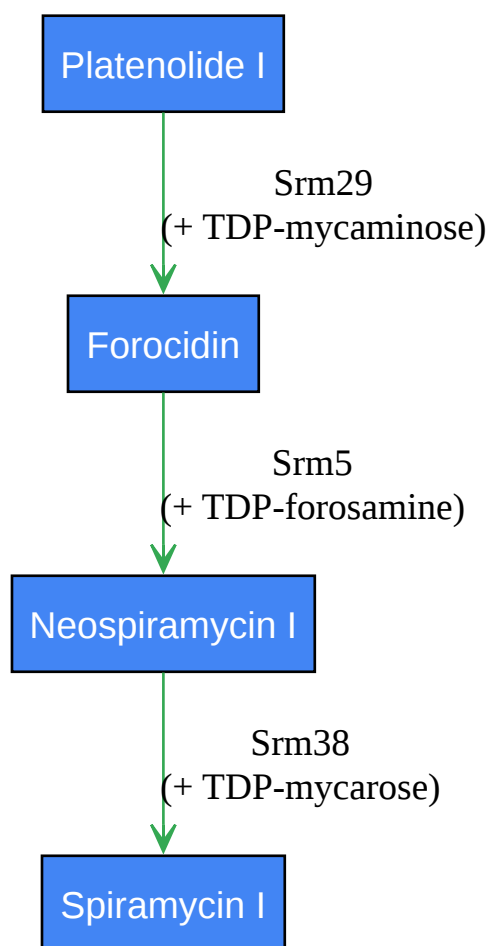 Platenolide I
Srm29
(+ TDP-mycaminose)
Forocidin
Srm5
(+ TDP-forosamine)
Neospiramycin I
Srm38
(+ TDP-mycarose)
Spiramycin I